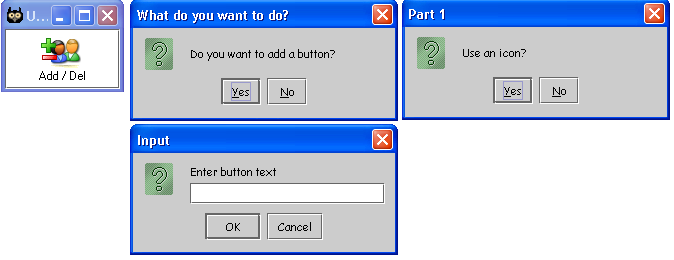 U...
Add / Del
What do you want to do?
Do you want to add a button?
Yes
No
Part 1
Use an icon?
Yes
No
Input
Enter button text
OK
Cancel